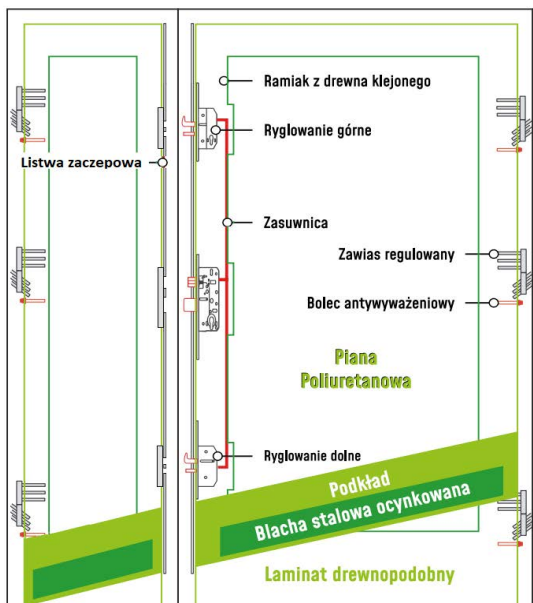 Ramiak z drewna klejonego
Ryglowanie górne
Listwa zaczepowa
Zasuwnica
Zawias regulowany
Bolec antywyważeniowy
Piana
Poliuretanowa
Ryglowanie dolne
Podkład
Blacha stalowa ocynkowana
Laminat drewnopodobny